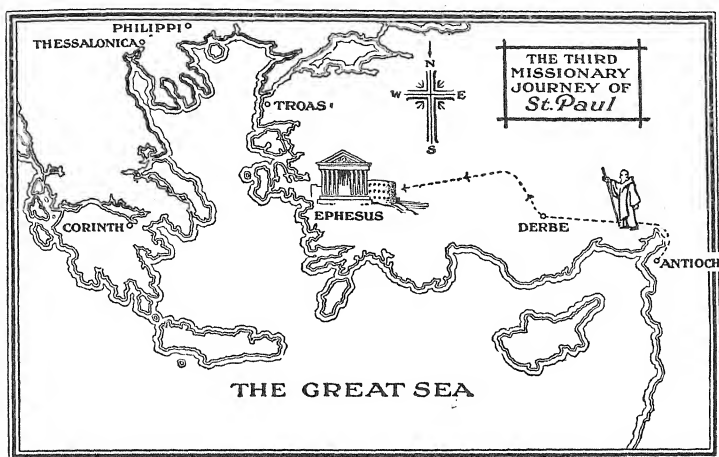 PHILIPPI
THESSALONICA
THE THIRD
MISSIONARY
JOURNEY OF
St. Paul
N
W E
S
TROAS
EPHESUS
DERBE
CORINTH
ANTIOCH
THE GREAT SEA